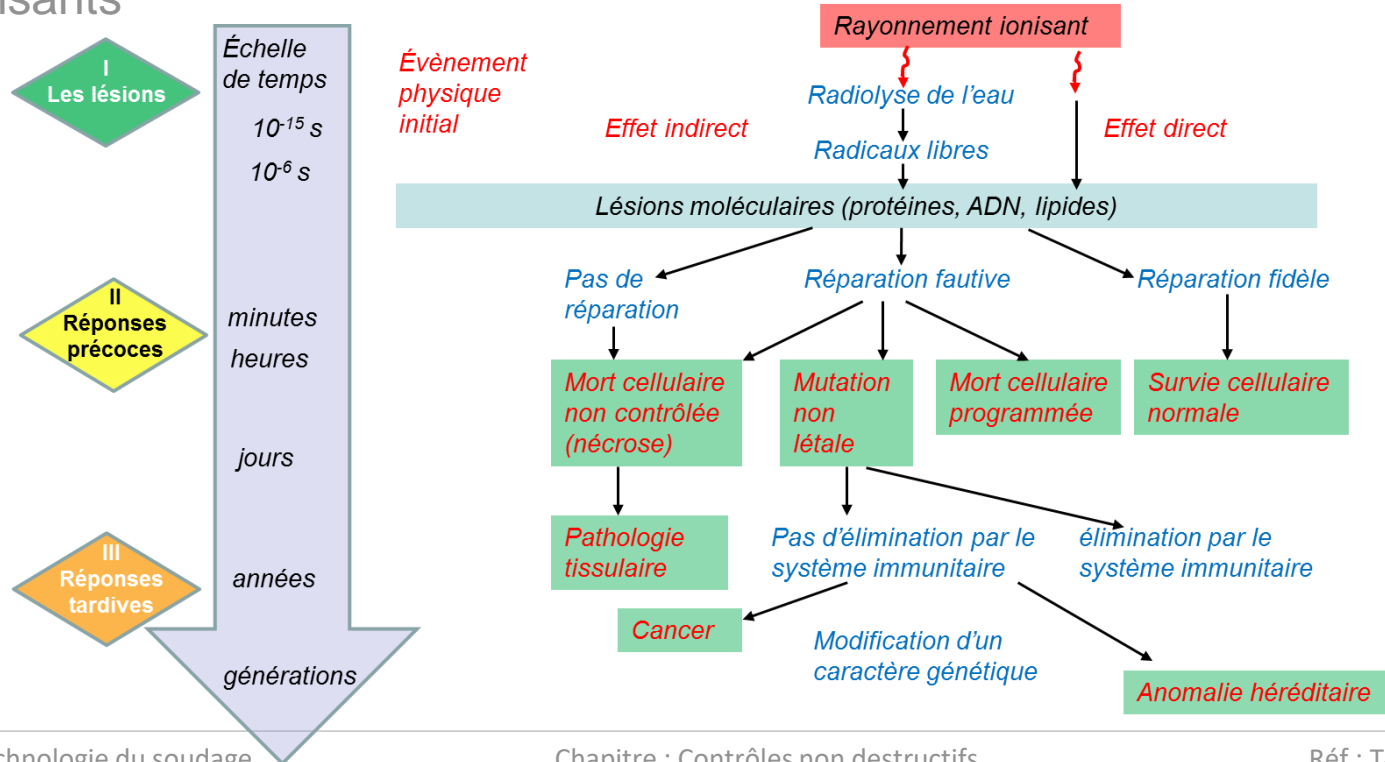 Rayonnement ionisant
I
Les lésions
Échelle
de temps
10-15 s
10-6 s
Évènement
physique
initial
Effet indirect
Radiolyse de l'eau
Radicaux libres
Effet direct
Lésions moléculaires (protéines, ADN, lipides)
II
Réponses
précoces
minutes
heures
jours
Pas de
réparation
Réparation fautive
Réparation fidèle
Mort cellulaire
non contrôlée
(nécrose)
Mutation
non
létale
Mort cellulaire
programmée
Survie cellulaire
normale
III
Réponses
tardives
années
générations
Pathologie
tissulaire
Pas d'élimination par le
système immunitaire
élimination par le
système immunitaire
Cancer
Modification d'un
caractère génétique
Anomalie héréditaire
du soudage
Chapitre : Contrôles non destructifs
Réf : T